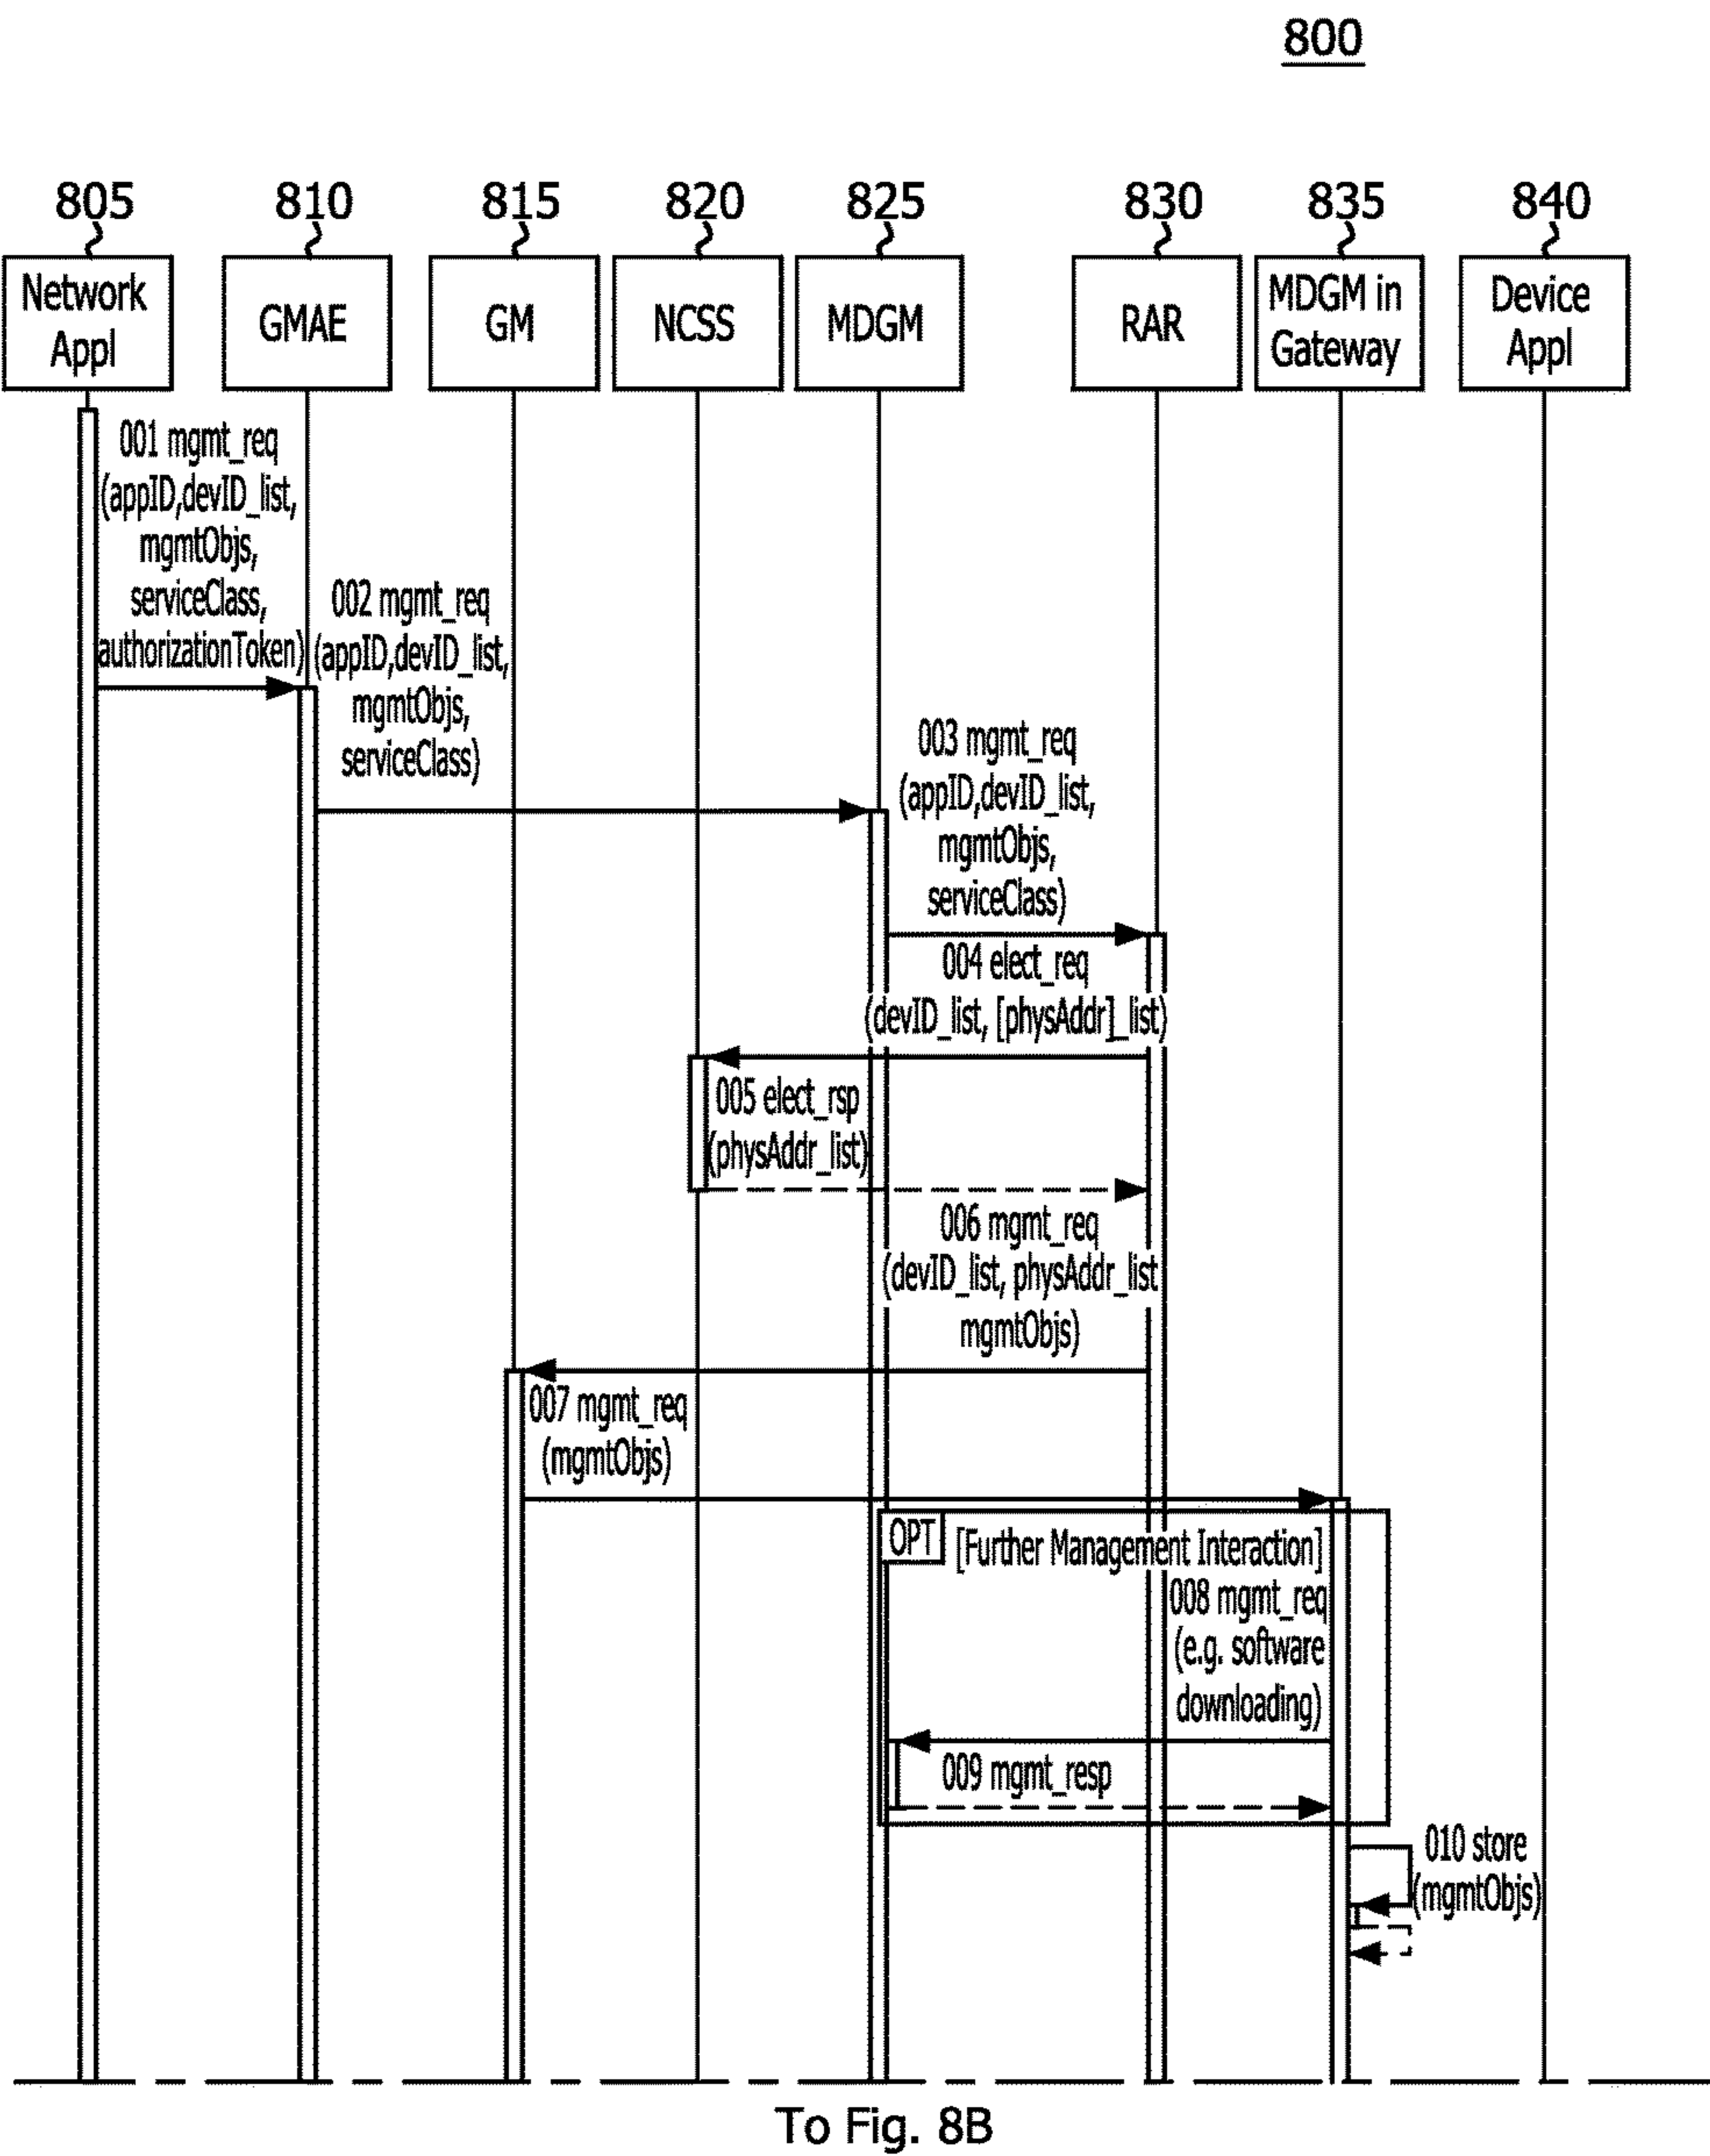 800
805 810 815 820 825 830 835 840
Network
Appl
GMAE
GM
NCSS
MDGM
RAR
MDGM in
Gateway
Device
Appl
001 mgmt_req
(appID,devID_list,
mgmtObjs,
serviceClass,
authorizationToken)
002 mgmt_req
(appID,devID_list,
mgmtObjs,
serviceClass)
003 mgmt_req
(appID,devID_list,
mgmtObjs,
serviceClass)
004 elect_req
(devID_list, [physAddr]_list)
005 elect_rsp
(physAddr_list)
006 mgmt_req
(devID_list, physAddr_list
mgmtObjs)
007 mgmt_req
(mgmtObjs)
OPT [Further Management Interaction]
008 mgmt_req
(e.g. software
downloading)
009 mgmt_resp
010 store
(mgmtObjs)
To Fig. 8B